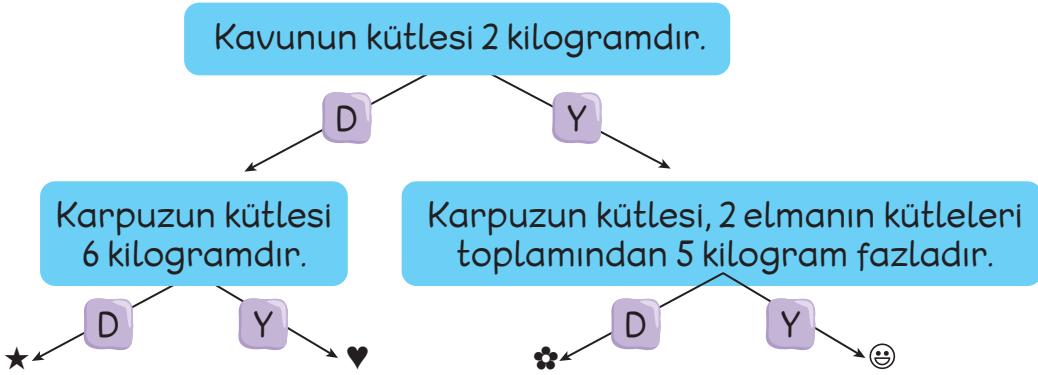 Kavunun kütlesi 2 kilogramdır.
D
Y
Karpuzun kütlesi
6 kilogramdır.
Karpuzun kütlesi, 2 elmanın kütleleri
toplamından 5 kilogram fazladır.
D
Y
D
Y